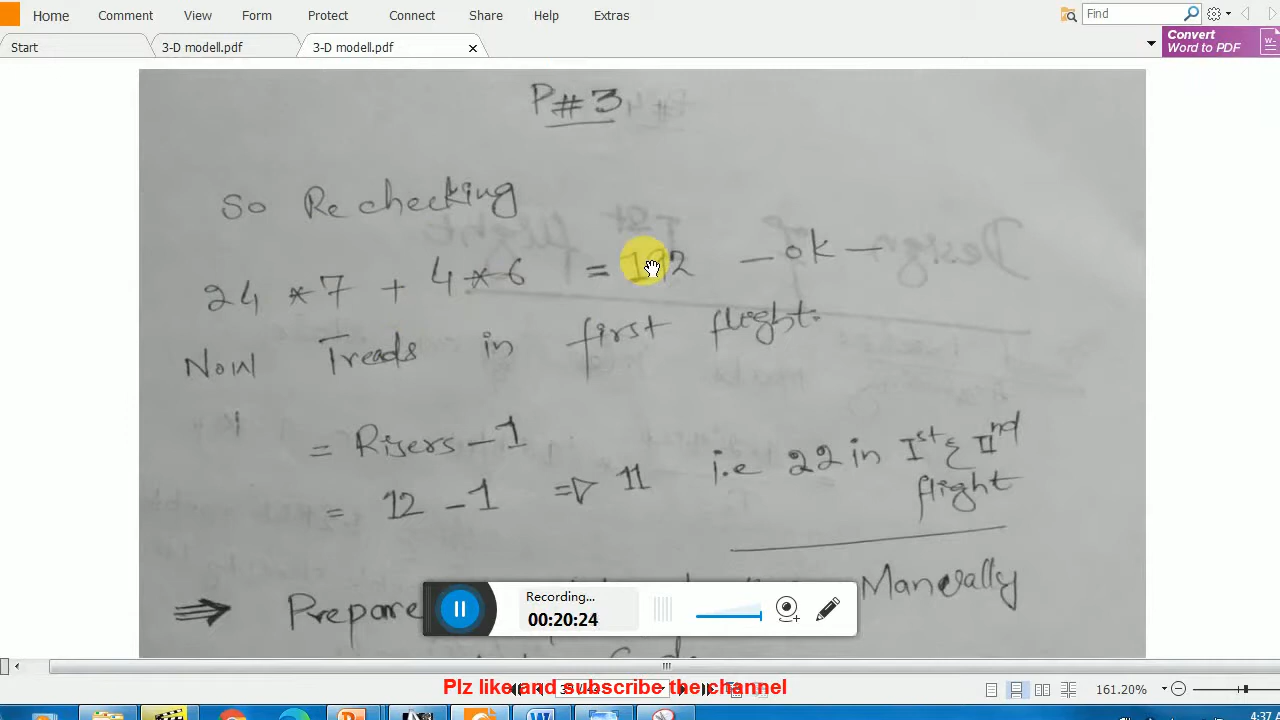 Home Comment View Form Protect Connect Share Help Extras
Find
Convert
Word to PDF
Start 3-D modell.pdf 3-D modell.pdf
P#3
So Rechecking
24 * 7 + 4 * 6 = 192 - ok -
Now Treads in first flight:
= Risers - 1
= 12 - 1 => 11 i.e 22 in Ist & IInd
flight
Recording...
00:20:24
=> Prepare Manually
Plz like and subscribe the channel
161.20%